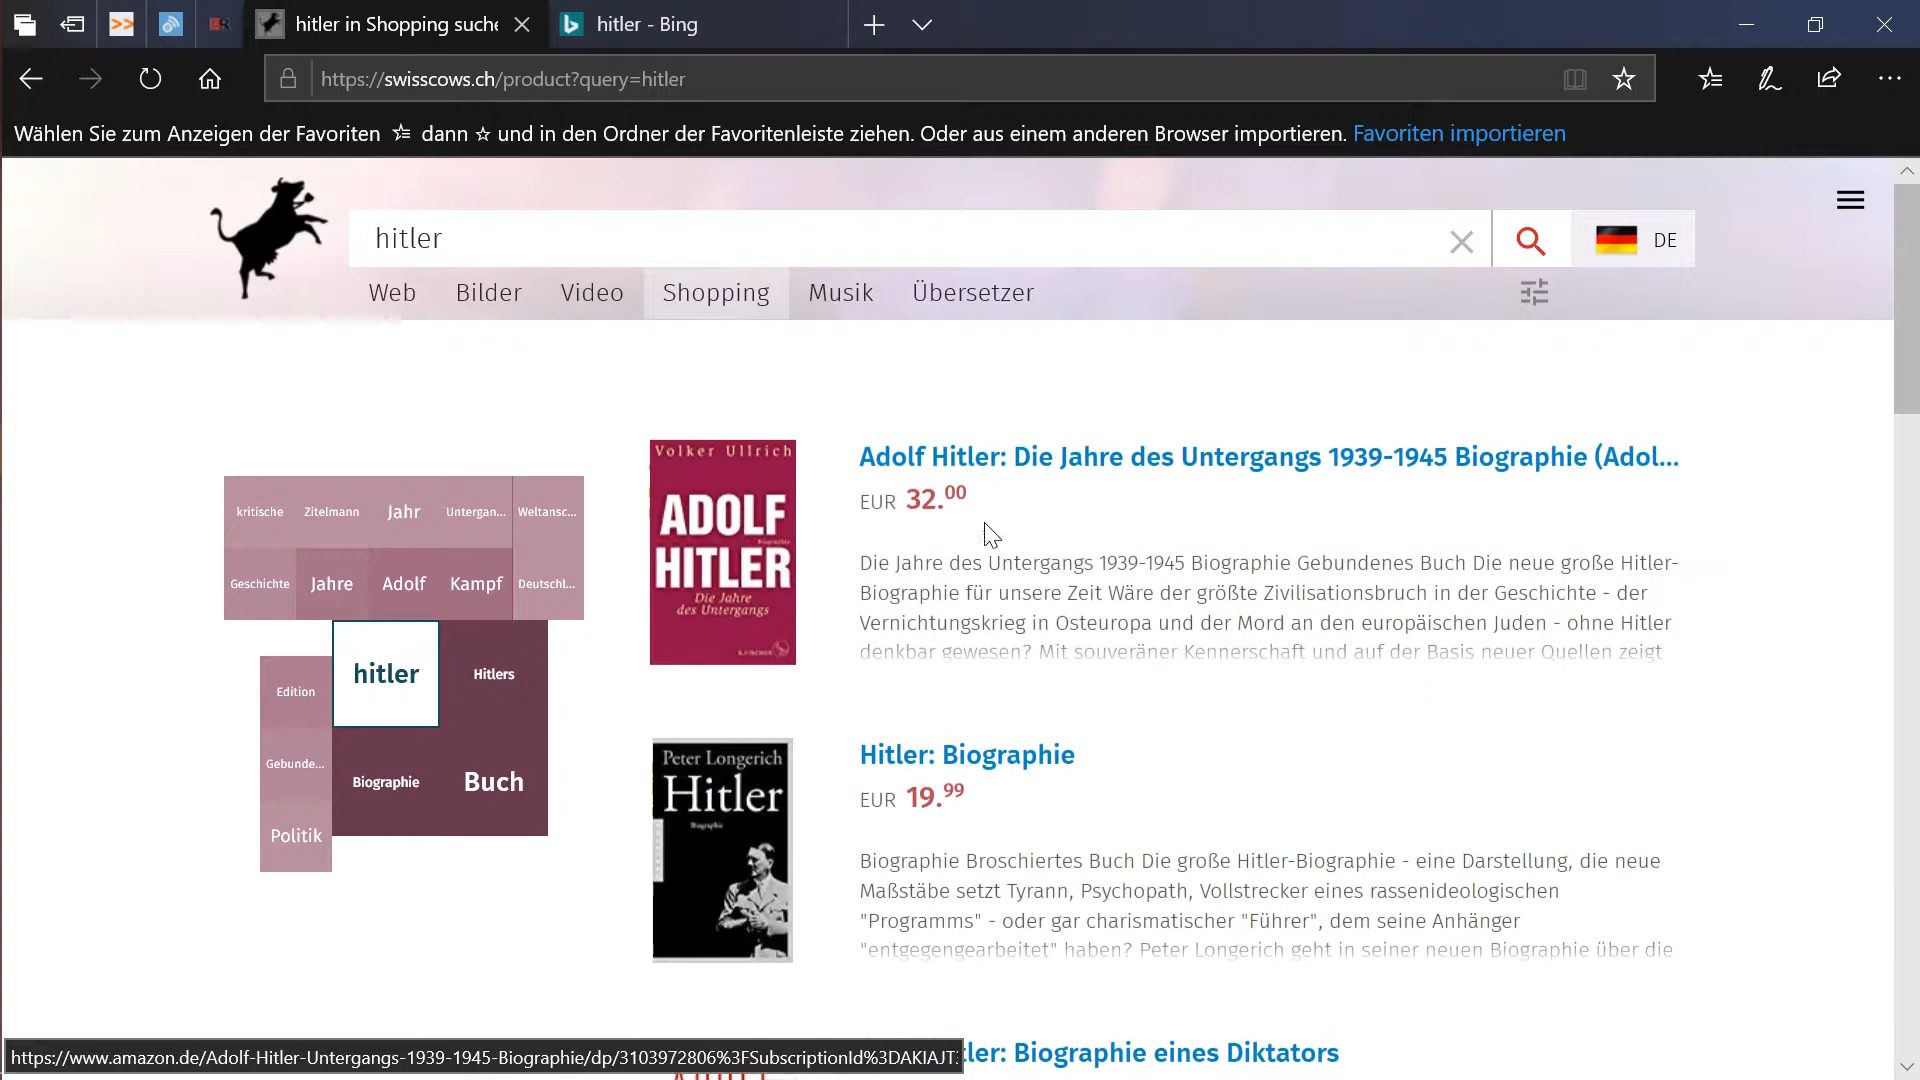 hitler in Shopping suche
hitler - Bing
https://swisscows.ch/product?query=hitler
Wählen Sie zum Anzeigen der Favoriten dann und in den Ordner der Favoritenleiste ziehen. Oder aus einem anderen Browser importieren. Favoriten importieren
hitler
DE
Web Bilder Video Shopping Musik Übersetzer
kritische Zitelmann Jahr Untergan... Weltansc...
Geschichte Jahre Adolf Kampf Deutschl...
hitler Hitlers
Edition
Gebunde...
Biographie Buch
Politik
Volker Ullrich
ADOLF
Biographie
HITLER
Die Jahre
des Untergangs
S.FISCHER
Adolf Hitler: Die Jahre des Untergangs 1939-1945 Biographie (Adol...
EUR 32.00
Die Jahre des Untergangs 1939-1945 Biographie Gebundenes Buch Die neue große Hitler-
Biographie für unsere Zeit Wäre der größte Zivilisationsbruch in der Geschichte - der
Vernichtungskrieg in Osteuropa und der Mord an den europäischen Juden - ohne Hitler
denkbar gewesen? Mit souveräner Kennerschaft und auf der Basis neuer Quellen zeigt
Peter Longerich
Hitler
Biographie
Hitler: Biographie
EUR 19.99
Biographie Broschiertes Buch Die große Hitler-Biographie - eine Darstellung, die neue
Maßstäbe setzt Tyrann, Psychopath, Vollstrecker eines rassenideologischen
"Programms" - oder gar charismatischer "Führer", dem seine Anhänger
"entgegengearbeitet" haben? Peter Longerich geht in seiner neuen Biographie über die
tler: Biographie eines Diktators
https://www.amazon.de/Adolf-Hitler-Untergangs-1939-1945-Biographie/dp/3103972806%3FSubscriptionId%3DAKIAJT